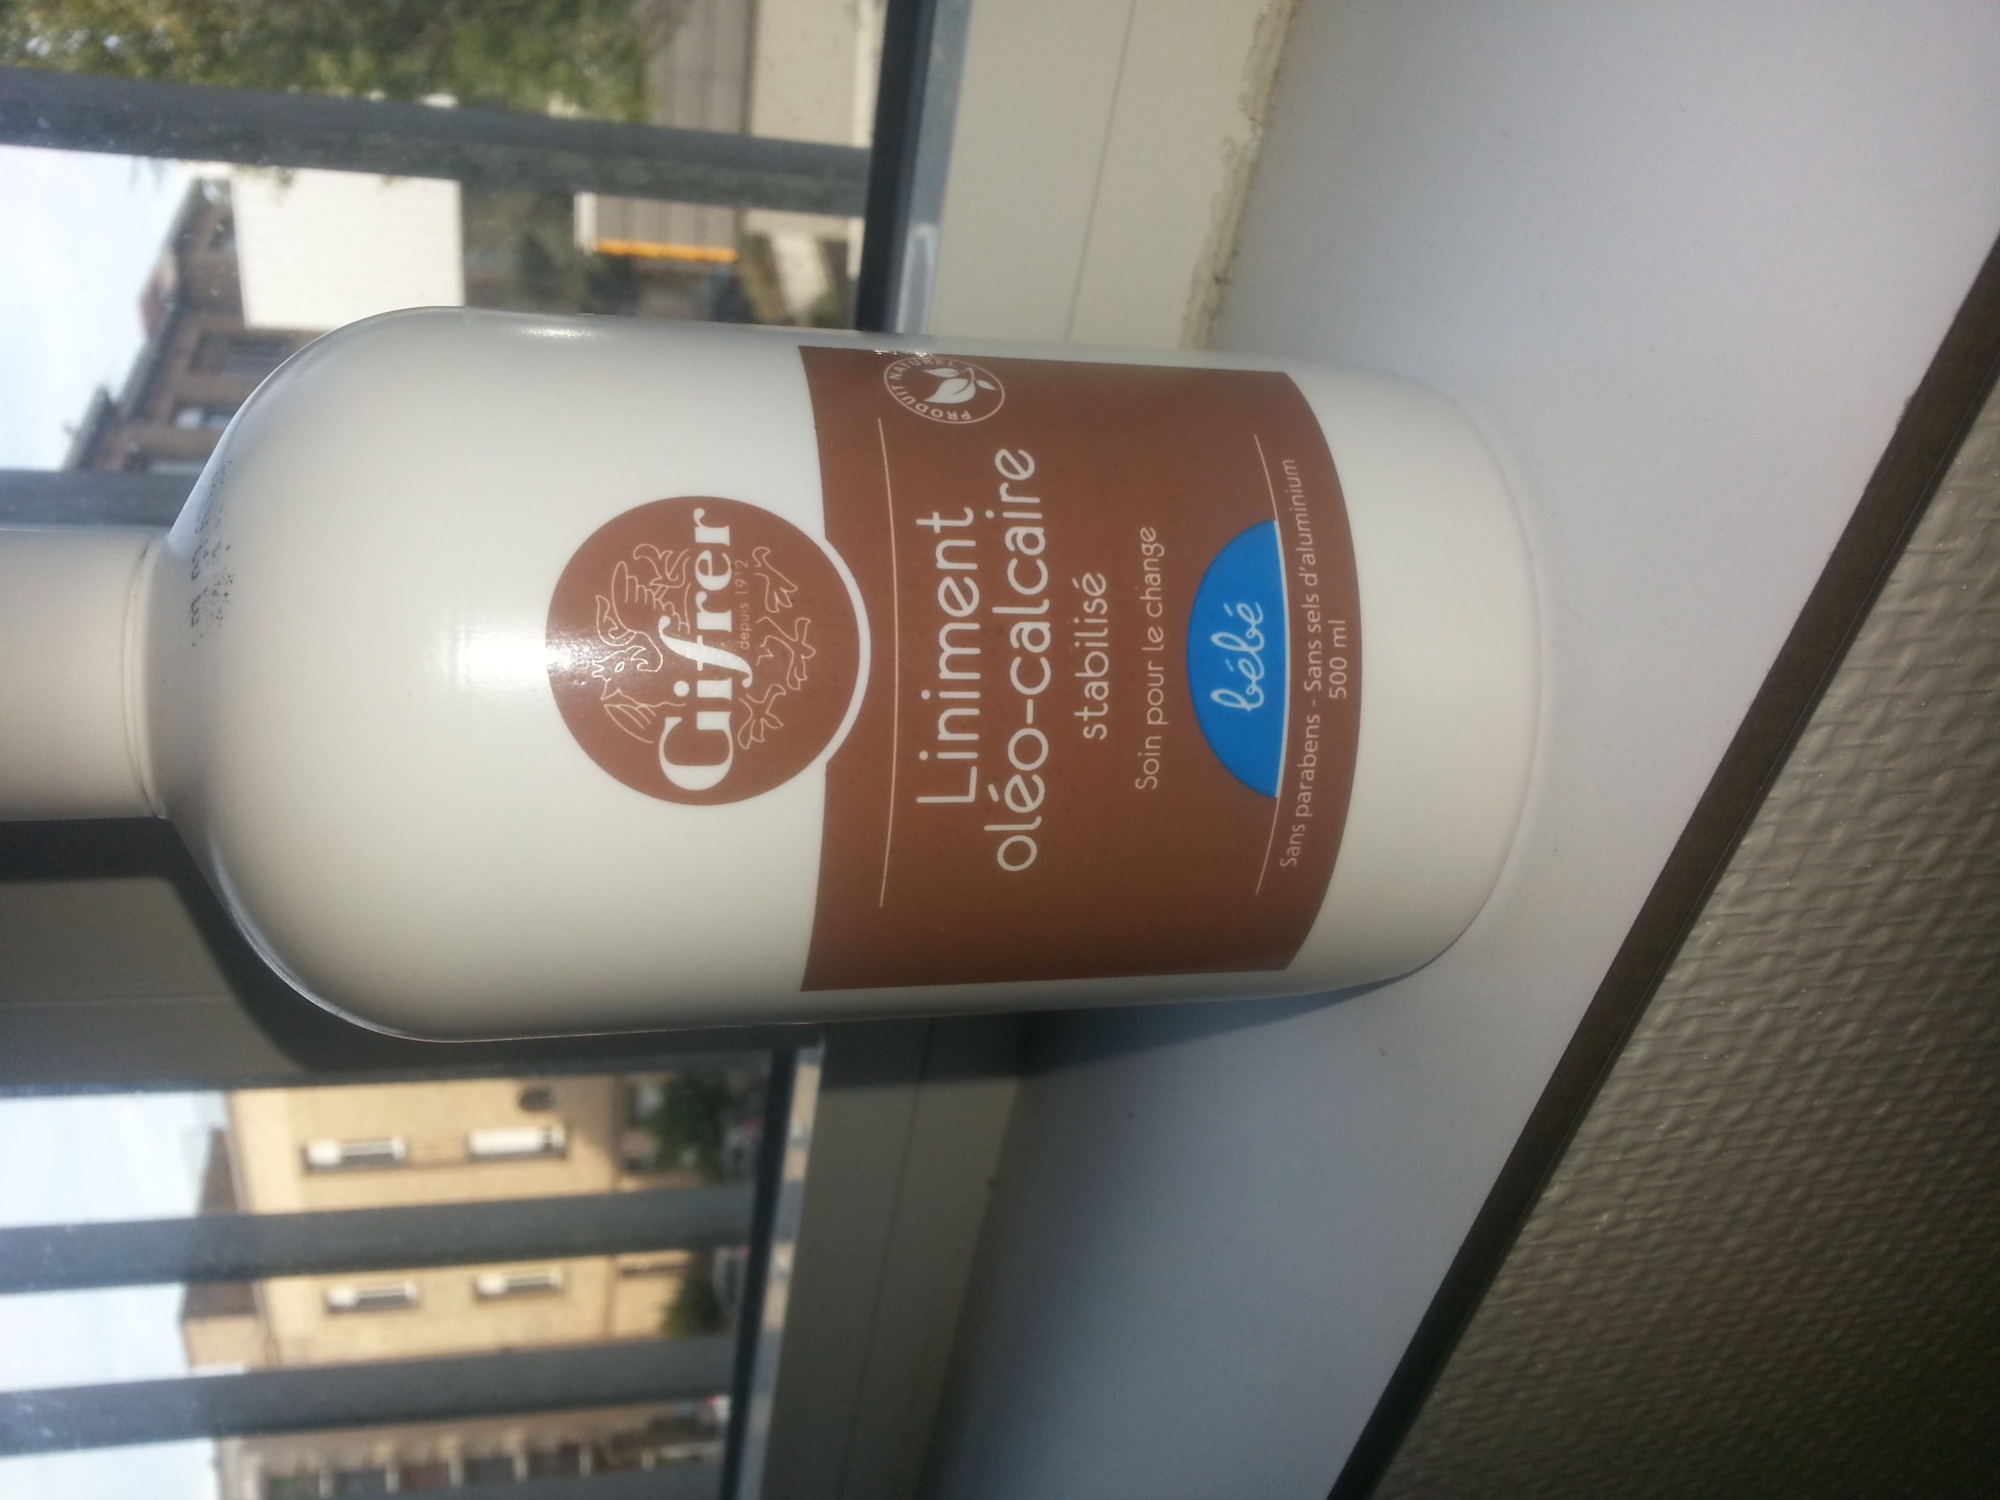 Gifrer
depuis 1912
PRODUIT NATUREL
Liniment
oléo-calcaire
stabilisé
Soin pour le change
bébé
Sans parabens - Sans sels d'aluminium
500 ml